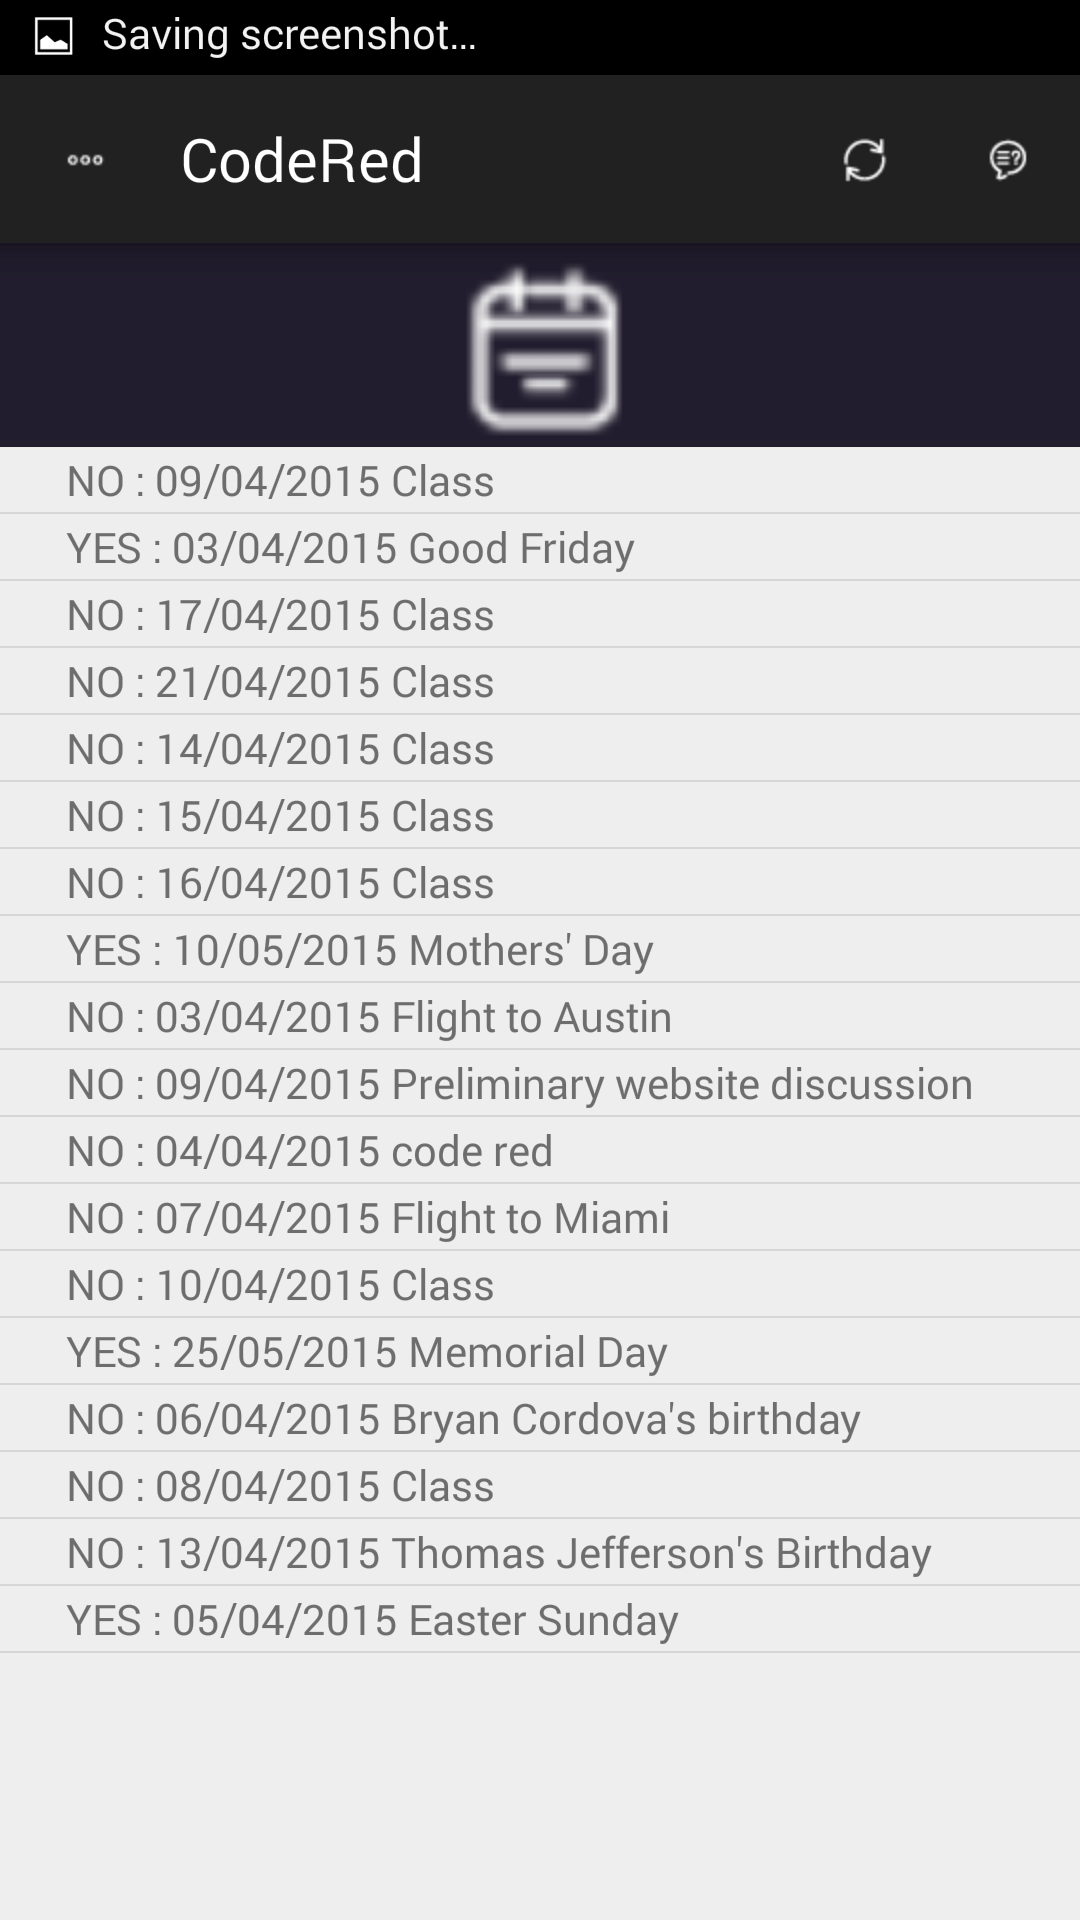 Saving screenshot...
CodeRed
NO : 09/04/2015 Class
YES : 03/04/2015 Good Friday
NO : 17/04/2015 Class
NO : 21/04/2015 Class
NO : 14/04/2015 Class
NO : 15/04/2015 Class
NO : 16/04/2015 Class
YES : 10/05/2015 Mothers' Day
NO : 03/04/2015 Flight to Austin
NO : 09/04/2015 Preliminary website discussion
NO : 04/04/2015 code red
NO : 07/04/2015 Flight to Miami
NO : 10/04/2015 Class
YES : 25/05/2015 Memorial Day
NO : 06/04/2015 Bryan Cordova's birthday
NO : 08/04/2015 Class
NO : 13/04/2015 Thomas Jefferson's Birthday
YES : 05/04/2015 Easter Sunday